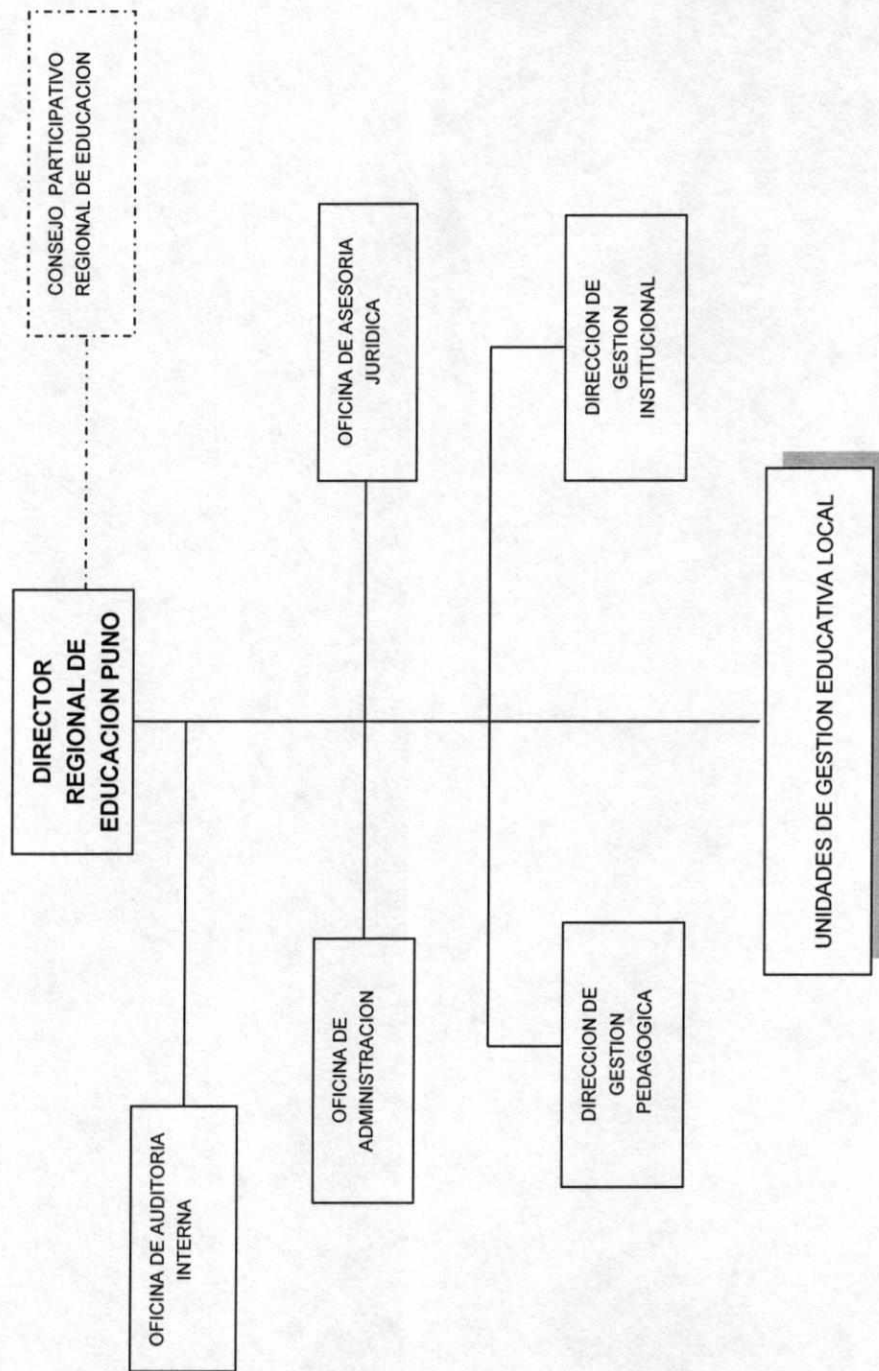 DIRECTOR
REGIONAL DE
EDUCACION PUNO
CONSEJO PARTICIPATIVO
REGIONAL DE EDUCACION
OFICINA DE AUDITORIA
INTERNA
OFICINA DE
ADMINISTRACION
OFICINA DE ASESORIA
JURIDICA
DIRECCION DE
GESTION
PEDAGOGICA
DIRECCION DE
GESTION
INSTITUCIONAL
UNIDADES DE GESTION EDUCATIVA LOCAL